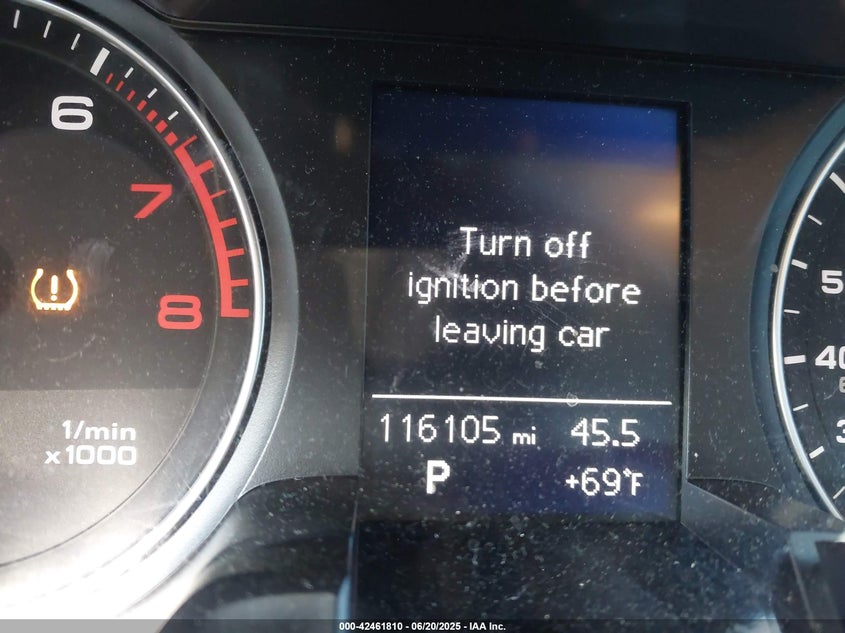 6
7
8
1/min
x1000
Turn off
ignition before
leaving car
116105 mi 45.5
P +69°F
40
000-42461810 - 06/20/2025 - IAA Inc.